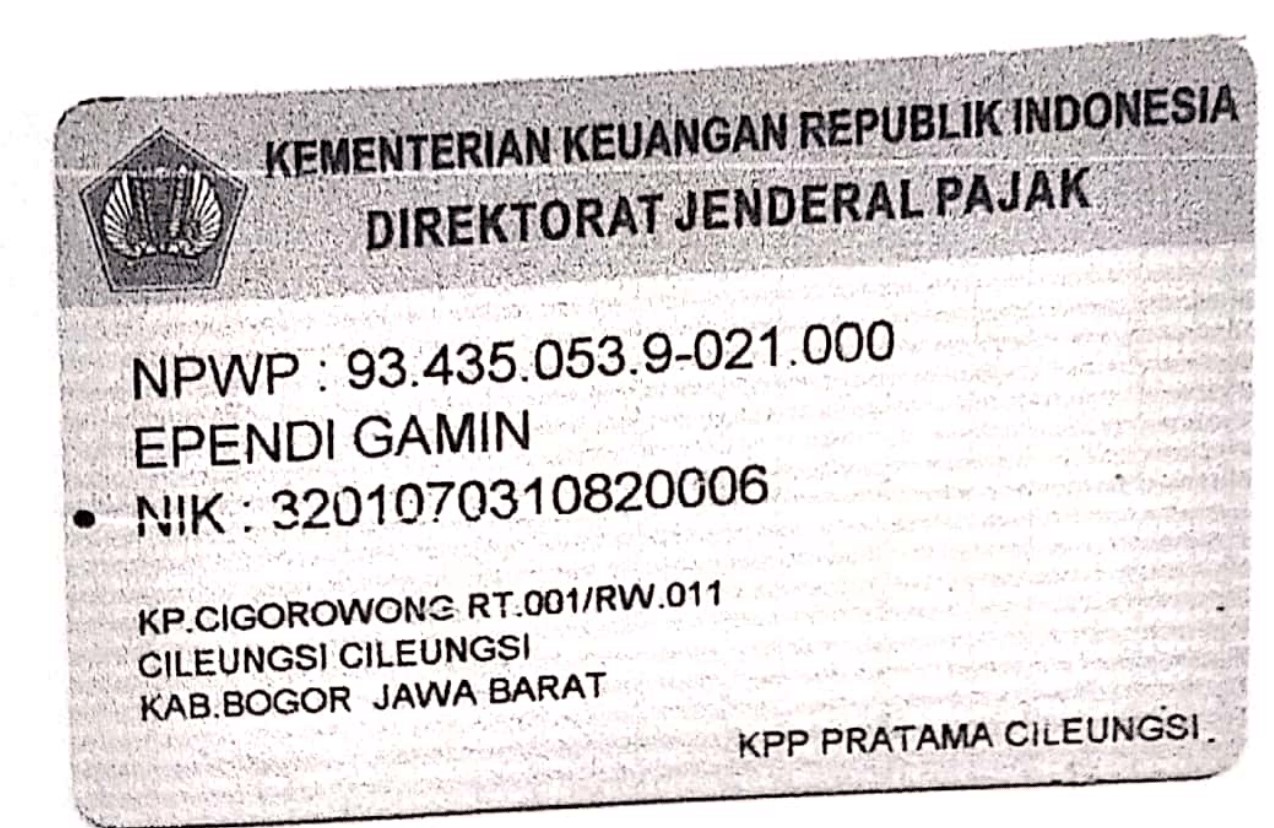 KEMENTERIAN KEUANGAN REPUBLIK INDONESIA
DIREKTORAT JENDERAL PAJAK
NPWP : 93.435.053.9-021.000
EPENDI GAMIN
• NIK : 3201070310820006
KP.CIGOROWONG RT.001/RW.011
CILEUNGSI CILEUNGSI
KAB.BOGOR JAWA BARAT
KPP PRATAMA CILEUNGSI.